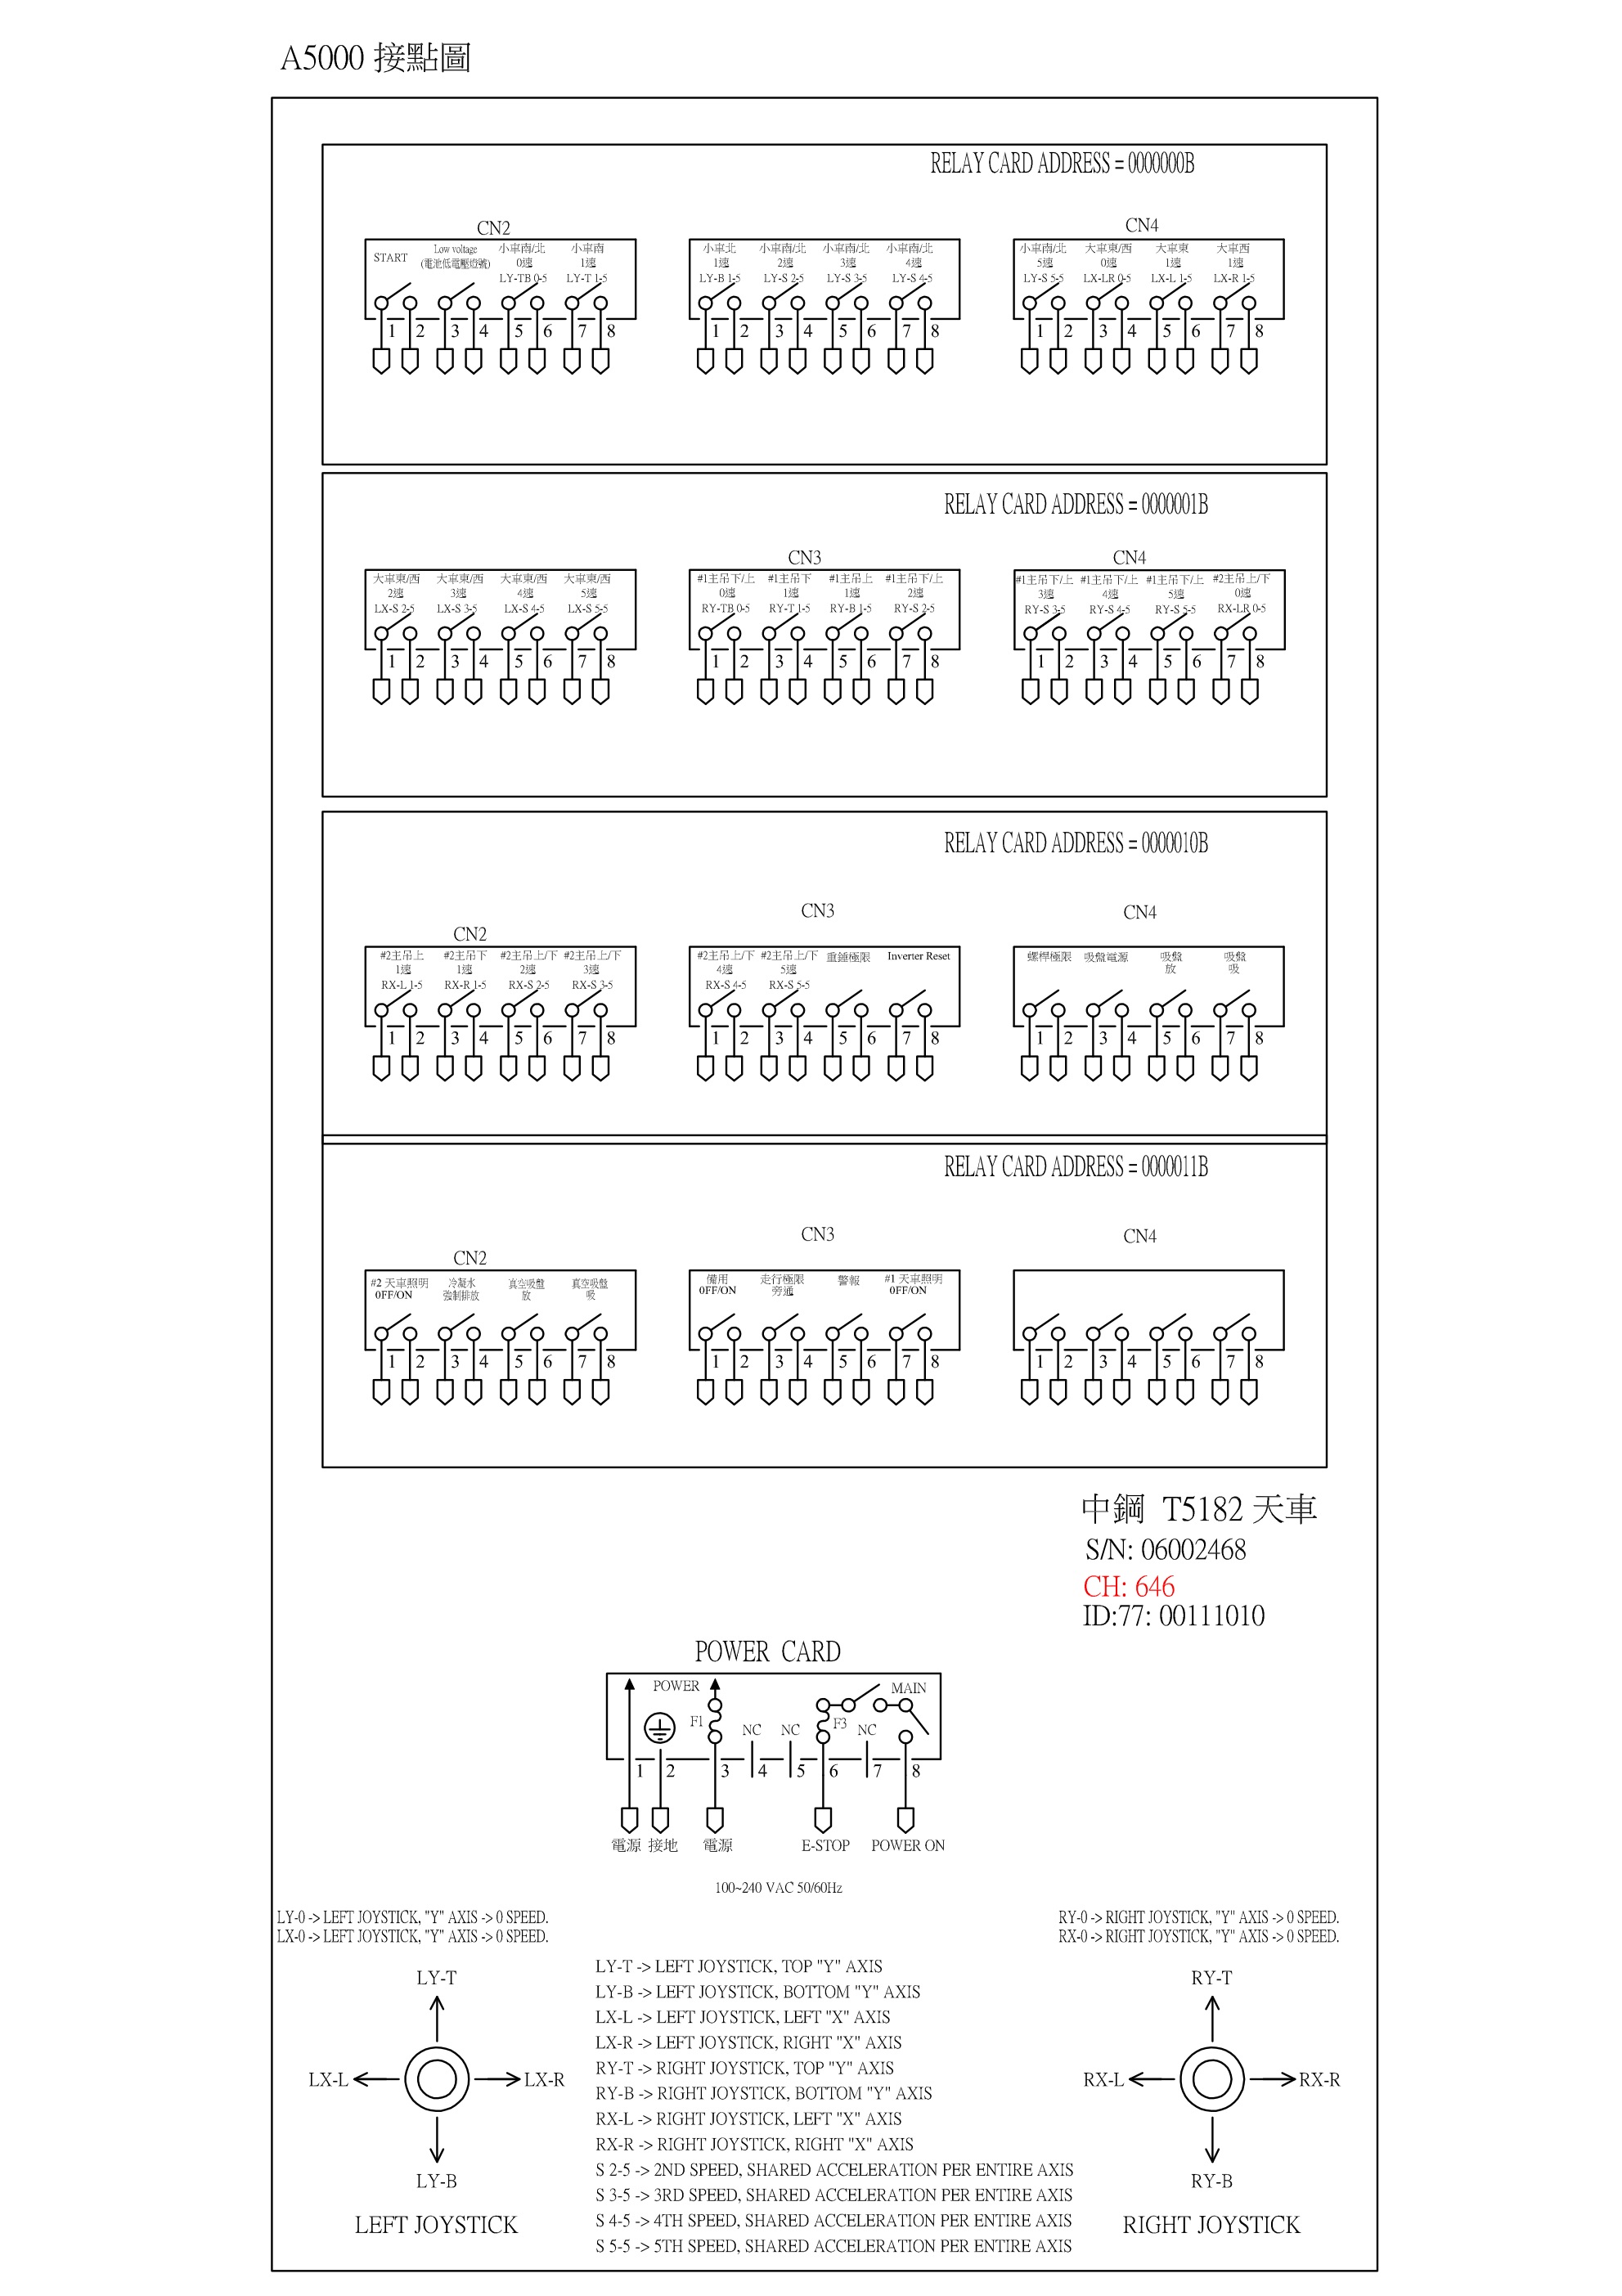 A5000 接點圖
RELAY CARD ADDRESS = 0000000B
CN2
CN4
START
Low voltage
(電池低電壓燈號)
小車南/北
0速
LY-TB 0-5
小車南
1速
LY-T 1-5
小車北
1速
LY-B 1-5
小車南/北
2速
LY-S 2-5
小車南/北
3速
LY-S 3-5
小車南/北
4速
LY-S 4-5
小車南/北
5速
LY-S 5-5
大車東/西
0速
LX-LR 0-5
大車東
1速
LX-L 1-5
大車西
1速
LX-R 1-5
1 2 3 4 5 6 7 8
1 2 3 4 5 6 7 8
1 2 3 4 5 6 7 8
RELAY CARD ADDRESS = 0000001B
CN3
CN4
大車東/西
2速
LX-S 2-5
大車東/西
3速
LX-S 3-5
大車東/西
4速
LX-S 4-5
大車東/西
5速
LX-S 5-5
#1主吊下/上
0速
RY-TB 0-5
#1主吊下
1速
RY-T 1-5
#1主吊上
1速
RY-B 1-5
#1主吊下/上
2速
RY-S 2-5
#1主吊下/上
3速
RY-S 3-5
#1主吊下/上
4速
RY-S 4-5
#1主吊下/上
5速
RY-S 5-5
#2主吊上/下
0速
RX-LR 0-5
1 2 3 4 5 6 7 8
1 2 3 4 5 6 7 8
1 2 3 4 5 6 7 8
RELAY CARD ADDRESS = 0000010B
CN2
CN3
CN4
#2主吊上
1速
RX-L 1-5
#2主吊下
1速
RX-R 1-5
#2主吊上/下
2速
RX-S 2-5
#2主吊上/下
3速
RX-S 3-5
#2主吊上/下
4速
RX-S 4-5
#2主吊上/下
5速
RX-S 5-5
重錘極限
Inverter Reset
螺桿極限
吸盤電源
吸盤
放
吸盤
吸
1 2 3 4 5 6 7 8
1 2 3 4 5 6 7 8
1 2 3 4 5 6 7 8
RELAY CARD ADDRESS = 0000011B
CN2
CN3
CN4
#2 天車照明
0FF/ON
冷凝水
強制排放
真空吸盤
放
真空吸盤
吸
備用
0FF/ON
走行極限
旁通
警報
#1 天車照明
0FF/ON
1 2 3 4 5 6 7 8
1 2 3 4 5 6 7 8
1 2 3 4 5 6 7 8
中鋼 T5182 天車
S/N: 06002468
CH: 646
ID:77: 00111010
POWER CARD
POWER
MAIN
F1
NC
NC
F3
NC
1 2 3 4 5 6 7 8
電源 接地 電源 E-STOP POWER ON
100~240 VAC 50/60Hz
LY-0 -> LEFT JOYSTICK, "Y" AXIS -> 0 SPEED.
LX-0 -> LEFT JOYSTICK, "Y" AXIS -> 0 SPEED.
RY-0 -> RIGHT JOYSTICK, "Y" AXIS -> 0 SPEED.
RX-0 -> RIGHT JOYSTICK, "Y" AXIS -> 0 SPEED.
LY-T
LX-L
LX-R
LY-B
LEFT JOYSTICK
LY-T -> LEFT JOYSTICK, TOP "Y" AXIS
LY-B -> LEFT JOYSTICK, BOTTOM "Y" AXIS
LX-L -> LEFT JOYSTICK, LEFT "X" AXIS
LX-R -> LEFT JOYSTICK, RIGHT "X" AXIS
RY-T -> RIGHT JOYSTICK, TOP "Y" AXIS
RY-B -> RIGHT JOYSTICK, BOTTOM "Y" AXIS
RX-L -> RIGHT JOYSTICK, LEFT "X" AXIS
RX-R -> RIGHT JOYSTICK, RIGHT "X" AXIS
S 2-5 -> 2ND SPEED, SHARED ACCELERATION PER ENTIRE AXIS
S 3-5 -> 3RD SPEED, SHARED ACCELERATION PER ENTIRE AXIS
S 4-5 -> 4TH SPEED, SHARED ACCELERATION PER ENTIRE AXIS
S 5-5 -> 5TH SPEED, SHARED ACCELERATION PER ENTIRE AXIS
RY-T
RX-L
RX-R
RY-B
RIGHT JOYSTICK